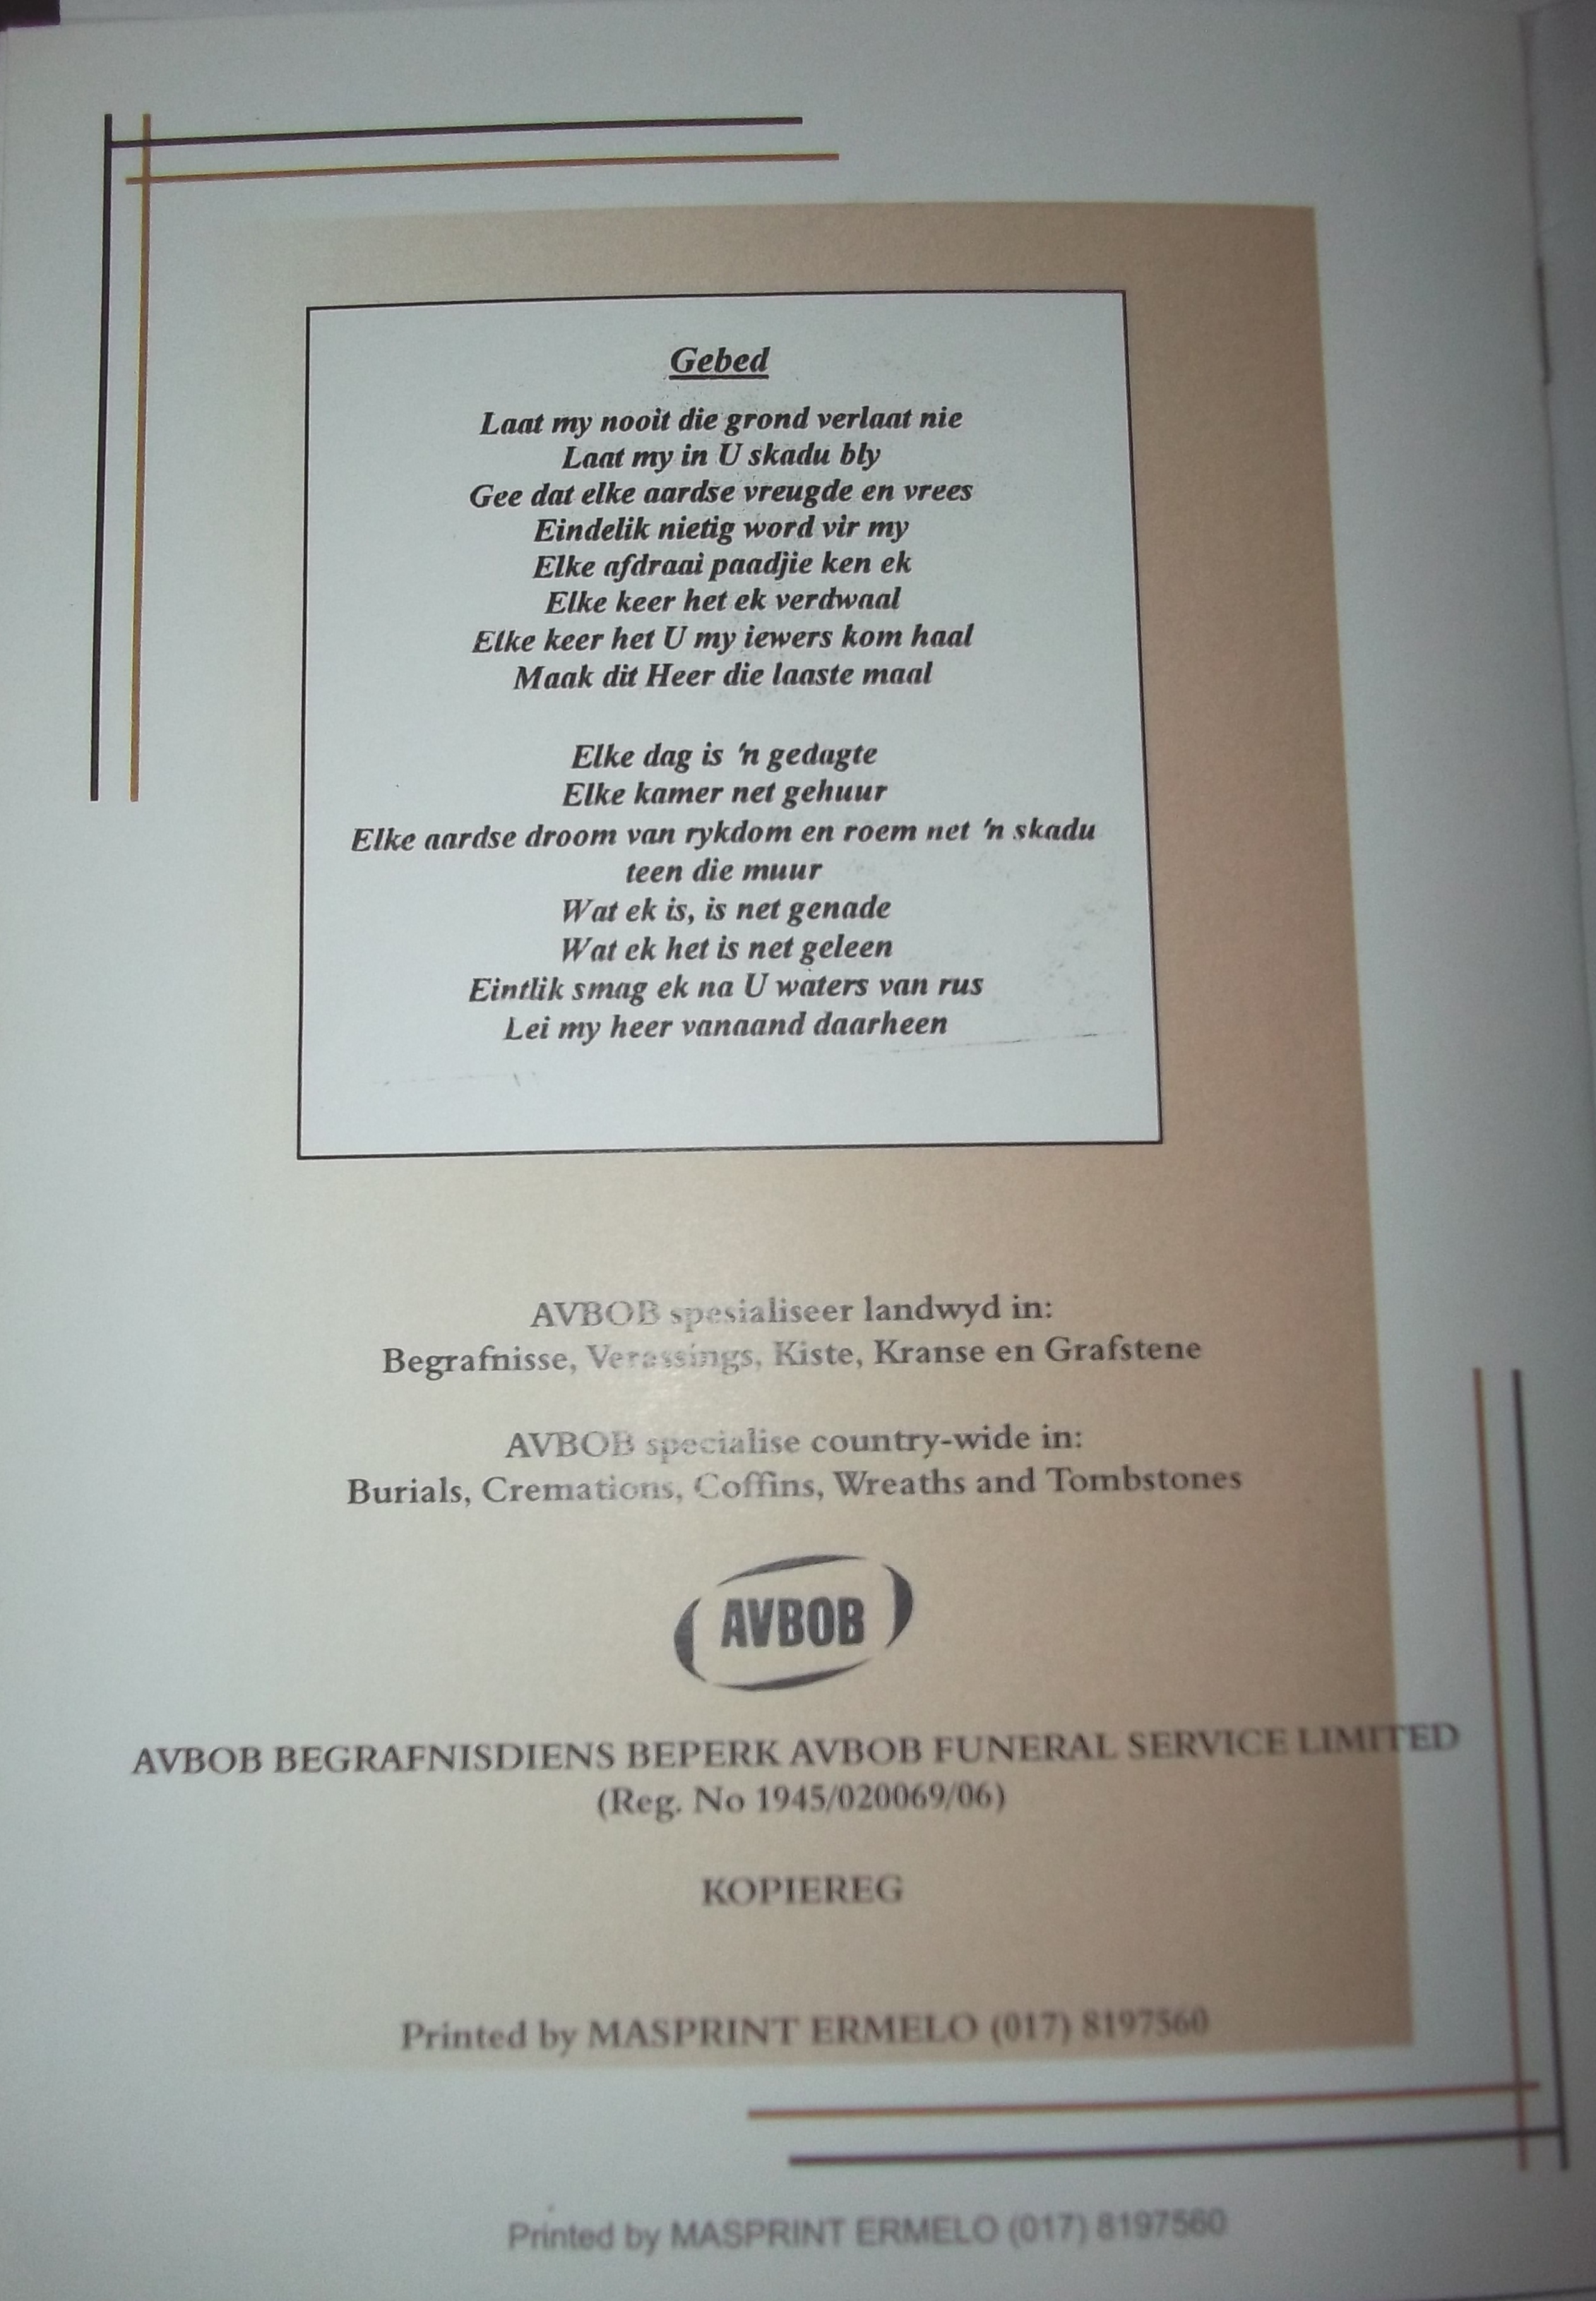 Gebed
Laat my nooit die grond verlaat nie
Laat my in U skadu bly
Gee dat elke aardse vreugde en vrees
Eindelik nietig word vir my
Elke afdraai paadjie ken ek
Elke keer het ek verdwaal
Elke keer het U my iewers kom haal
Maak dit Heer die laaste maal
Elke dag is 'n gedagte
Elke kamer net gehuur
Elke aardse droom van rykdom en roem net 'n skadu
teen die muur
Wat ek is, is net genade
Wat ek het is net geleen
Eintlik smag ek na U waters van rus
Lei my heer vanaand daarheen
AVBOB spesialiseer landwyd in:
Begrafnisse, Verassings, Kiste, Kranse en Grafstene
AVBOB specialise country-wide in:
Burials, Cremations, Coffins, Wreaths and Tombstones
AVBOB
AVBOB BEGRAFNISDIENS BEPERK AVBOB FUNERAL SERVICE LIMITED
(Reg. No 1945/020069/06)
KOPIEREG
Printed by MASPRINT ERMELO (017) 8197560
Printed by MASPRINT ERMELO (017) 8197560